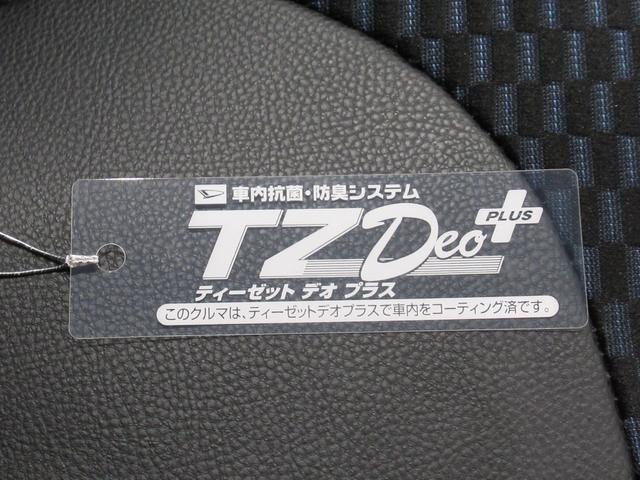 車内抗菌・防臭システム
TZ Deo PLUS
ティーゼット デオ プラス
このクルマは、ティーゼットデオプラスで車内をコーティング済です。